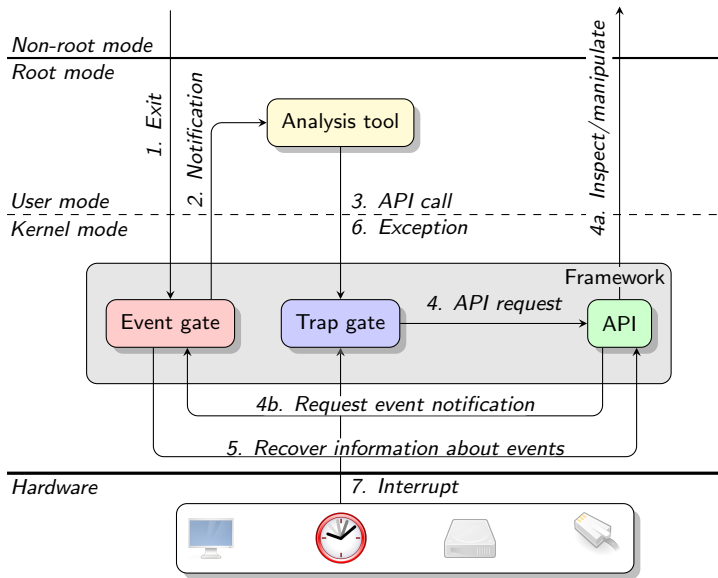 Non-root mode
Root mode
1. Exit
2. Notification
Analysis tool
4a. Inspect/manipulate
User mode
3. API call
Kernel mode
6. Exception
Framework
Event gate
Trap gate
4. API request
API
4b. Request event notification
5. Recover information about events
Hardware
7. Interrupt